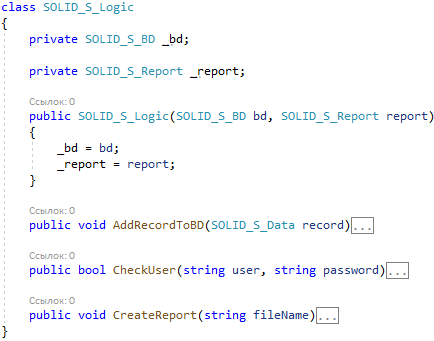 class SOLID_S_Logic
{
private SOLID_S_BD _bd;
private SOLID_S_Report _report;
Ссылок: 0
public SOLID_S_Logic(SOLID_S_BD bd, SOLID_S_Report report)
{
_bd = bd;
_report = report;
}
Ссылок: 0
public void AddRecordToBD(SOLID_S_Data record)...
Ссылок: 0
public bool CheckUser(string user, string password)...
Ссылок: 0
public void CreateReport(string fileName)...
}